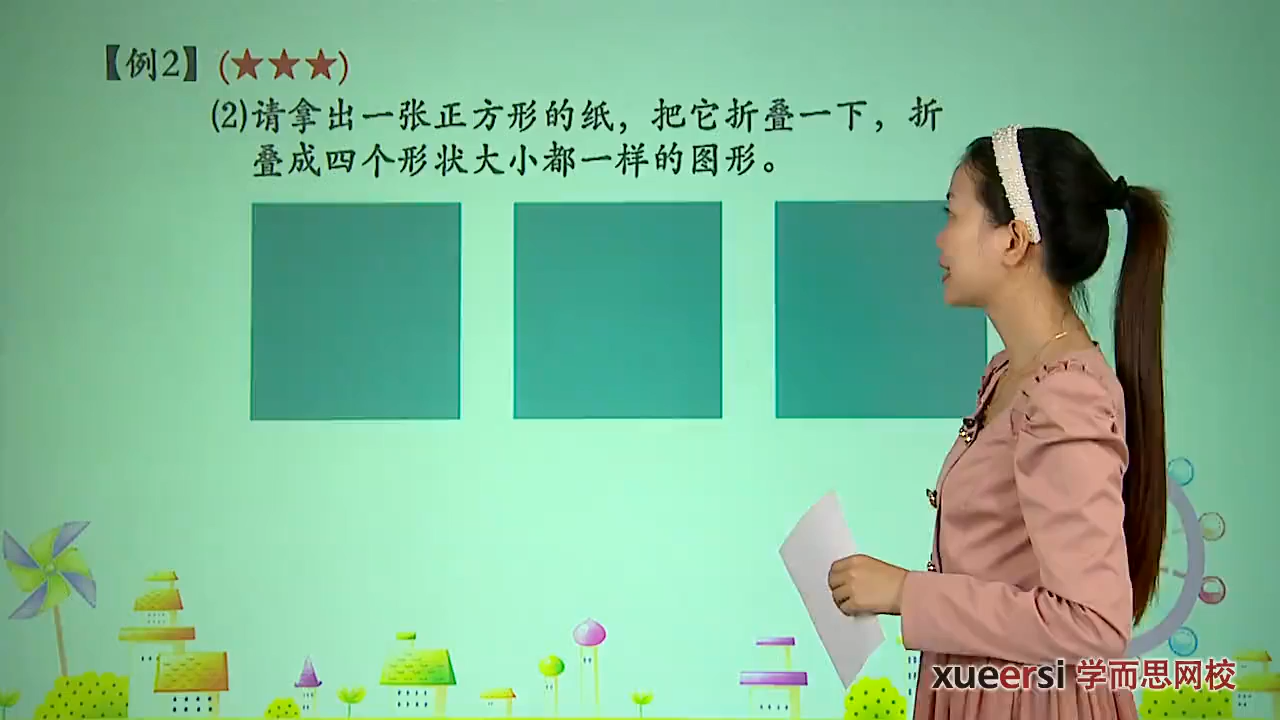 【例2】(★★★)
(2)请拿出一张正方形的纸，把它折叠一下，折
叠成四个形状大小都一样的图形。
xueersi 学而思网校